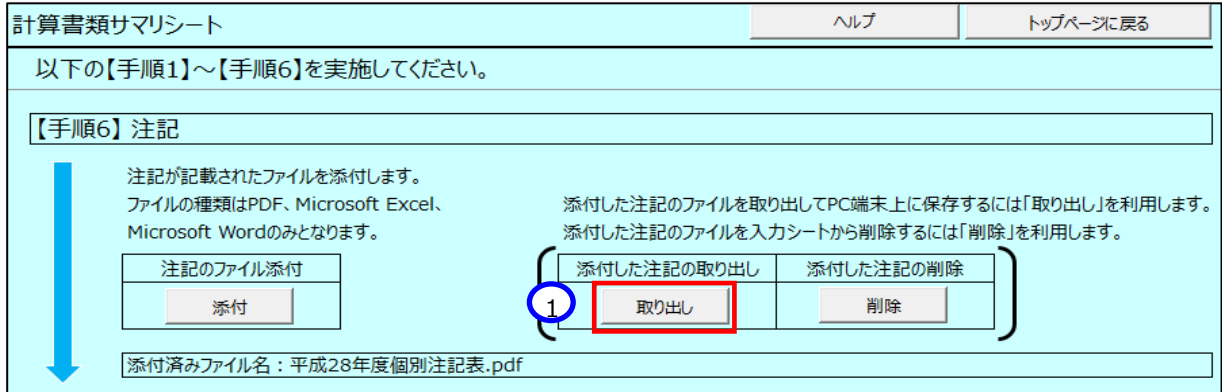 計算書類サマリシート
ヘルプ
トップページに戻る
以下の【手順1】～【手順6】を実施してください。
【手順6】 注記
注記が記載されたファイルを添付します。
ファイルの種類はPDF、Microsoft Excel、
Microsoft Wordのみとなります。
添付した注記のファイルを取り出してPC端末上に保存するには「取り出し」を利用します。
添付した注記のファイルを入力シートから削除するには「削除」を利用します。
注記のファイル添付
添付
添付した注記の取り出し
添付した注記の削除
1
取り出し
削除
添付済みファイル名：平成28年度個別注記表.pdf